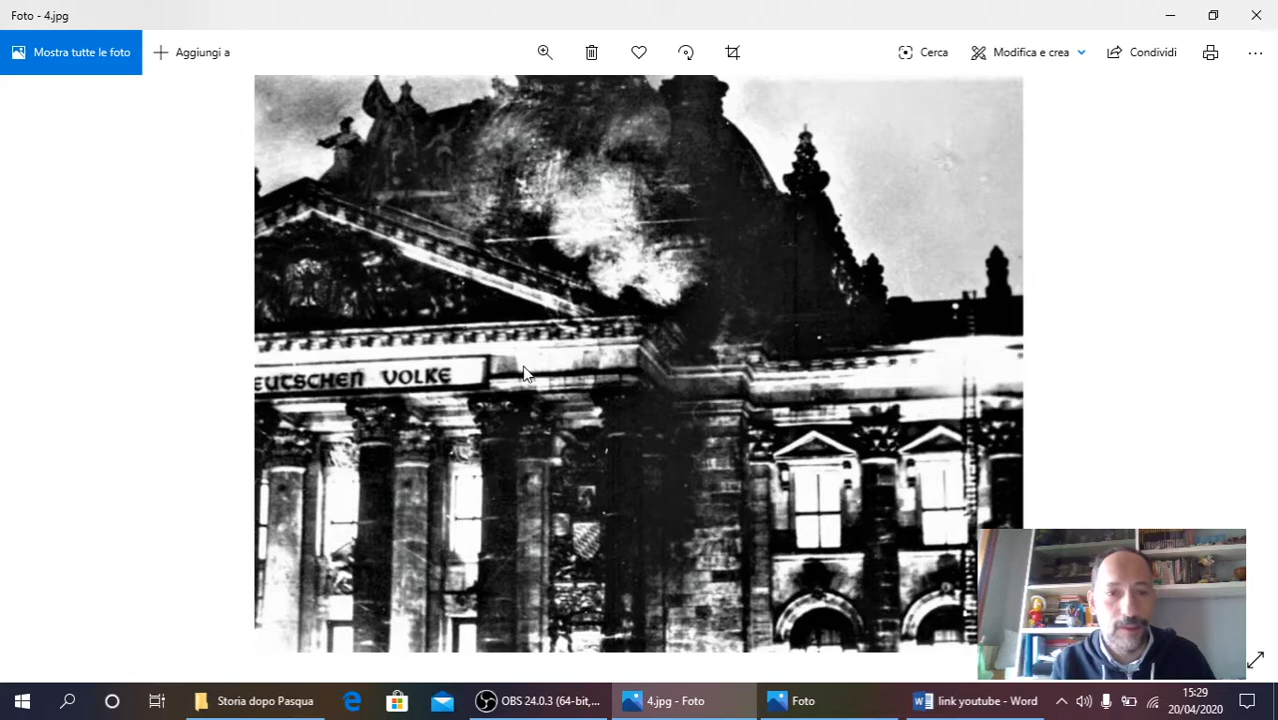 Foto - 4.jpg
Mostra tutte le foto
Aggiungi a
Cerca
Modifica e crea
Condividi
EUTSCHEN VOLKE
Storia dopo Pasqua
OBS 24.0.3 (64-bit,...
4.jpg - Foto
Foto
link youtube - Word
15:29
20/04/2020